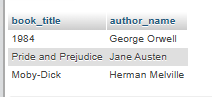 book_title author_name
1984 George Orwell
Pride and Prejudice Jane Austen
Moby-Dick Herman Melville